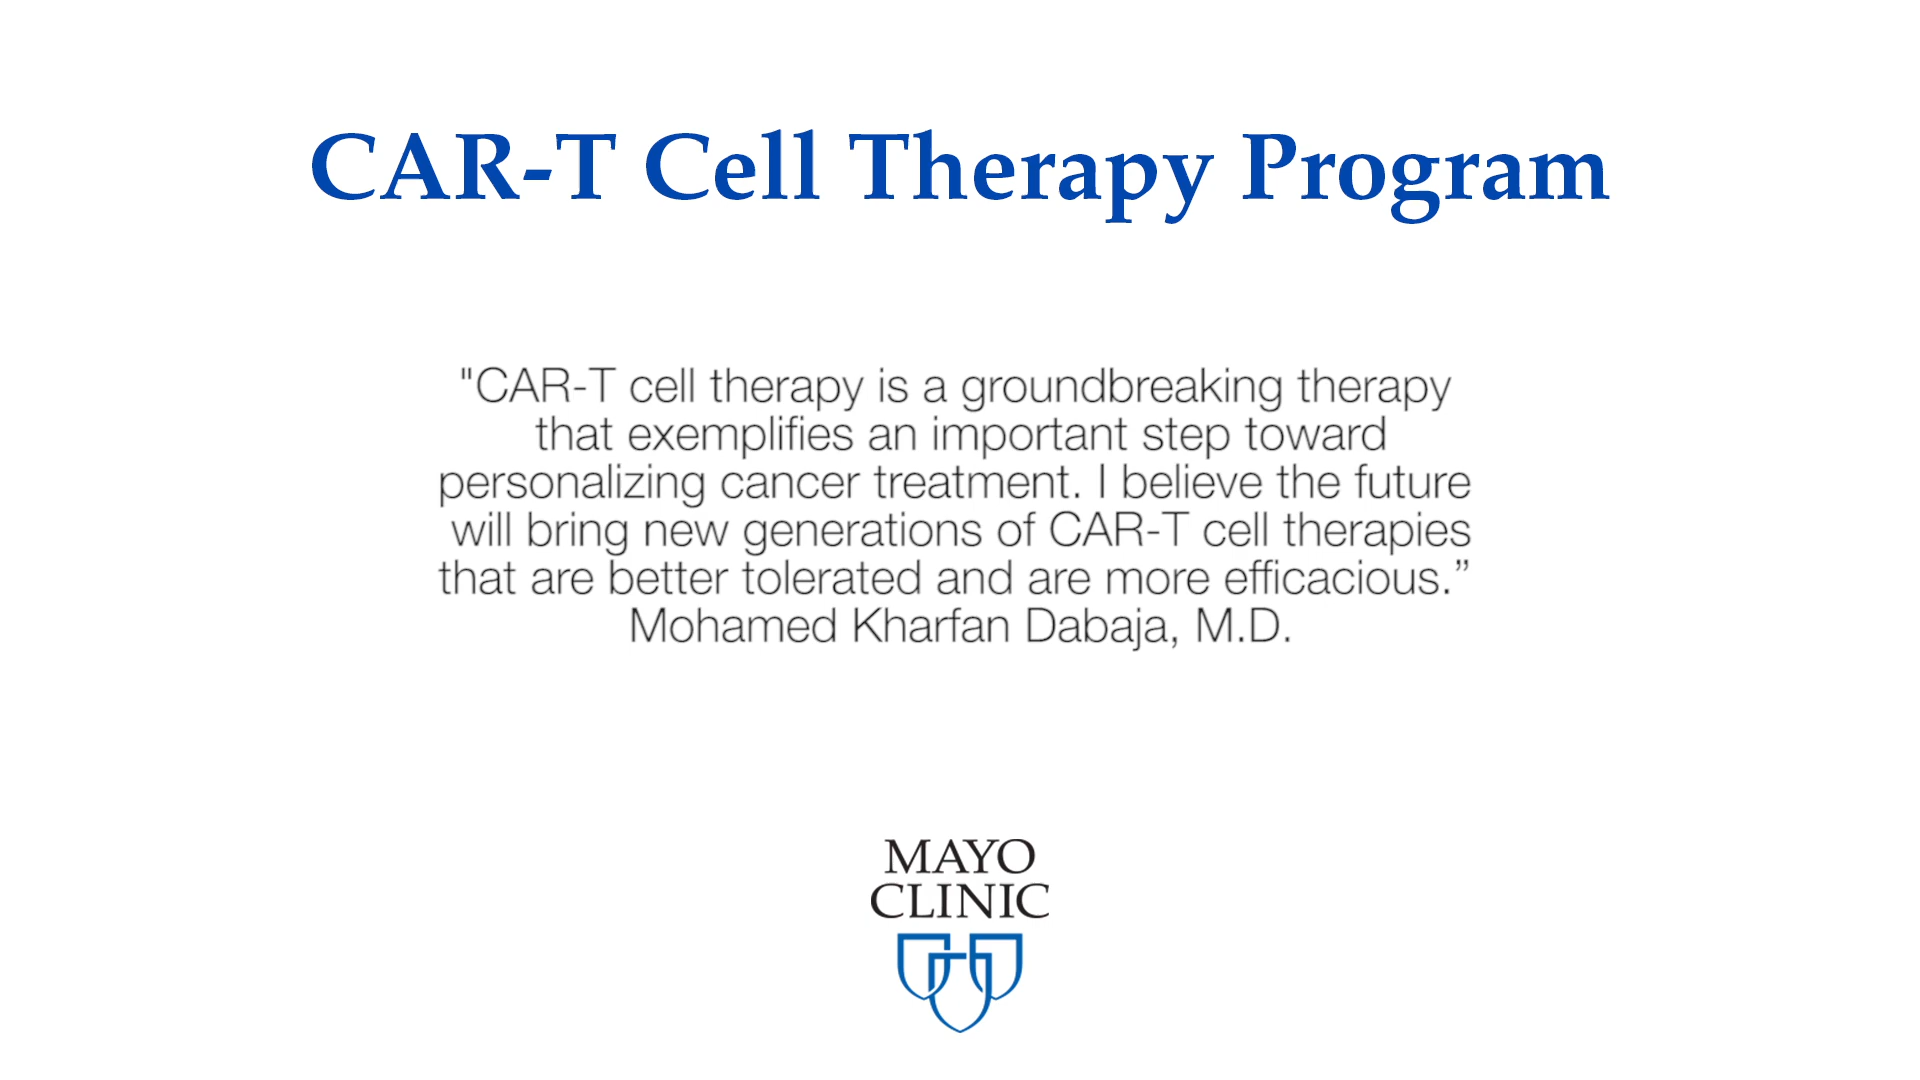 CAR-T Cell Therapy Program
"CAR-T cell therapy is a groundbreaking therapy
that exemplifies an important step toward
personalizing cancer treatment. I believe the future
will bring new generations of CAR-T cell therapies
that are better tolerated and are more efficacious.”
Mohamed Kharfan Dabaja, M.D.
MAYO
CLINIC